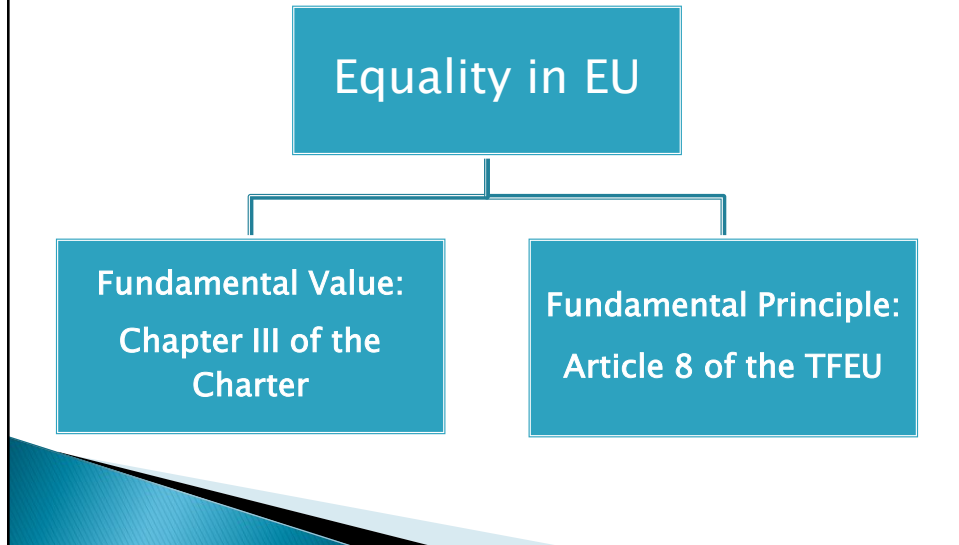 Equality in EU
Fundamental Value:
Chapter III of the
Charter
Fundamental Principle:
Article 8 of the TFEU